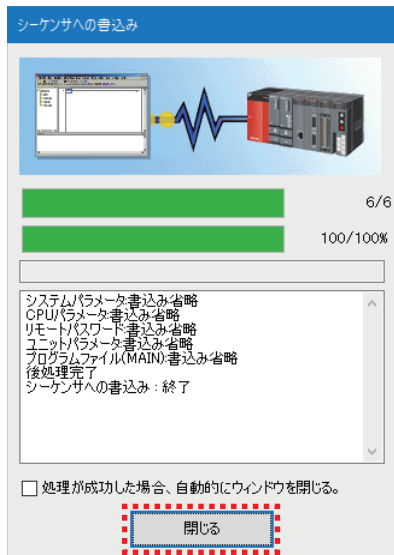 シーケンサへの書込み
6/6
100/100%
システムパラメータ:書込み省略
CPUパラメータ:書込み省略
リモートパスワード:書込み省略
ユニットパラメータ:書込み省略
プログラムファイル(MAIN):書込み省略
後処理完了
シーケンサへの書込み : 終了
処理が成功した場合、自動的にウィンドウを閉じる。
閉じる